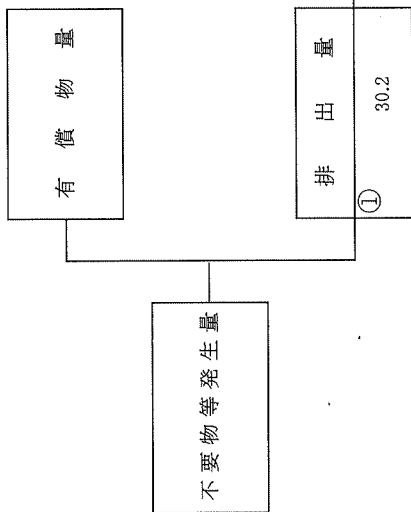 有償物量
不要物等発生量
排出量
①
30.2